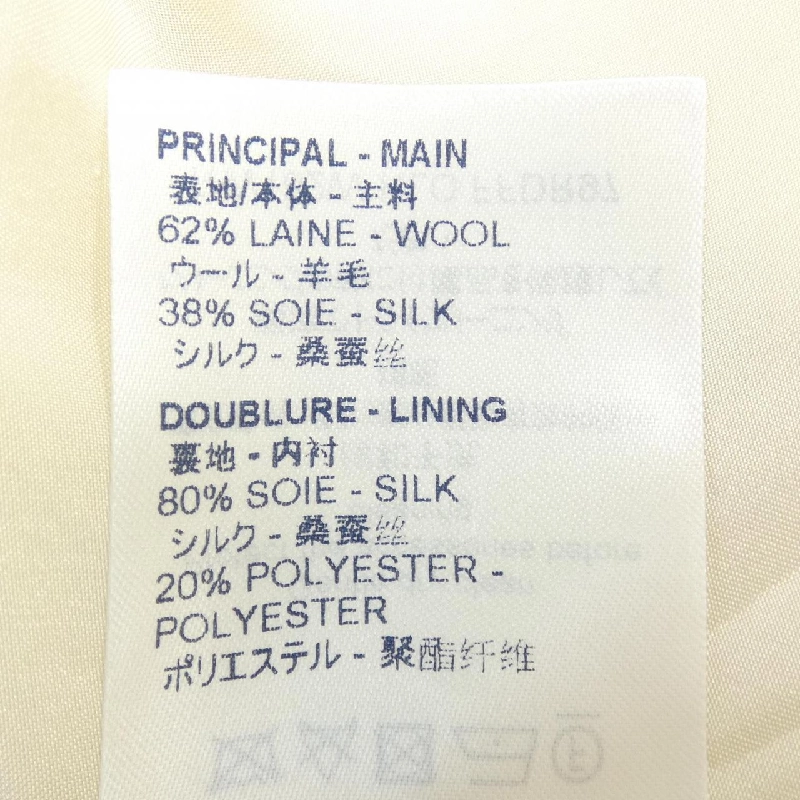 PRINCIPAL - MAIN
表地/本体 - 主料
62% LAINE - WOOL
ウール - 羊毛
38% SOIE - SILK
シルク - 桑蚕丝
DOUBLURE - LINING
裏地 - 内衬
80% SOIE - SILK
シルク - 桑蚕丝
20% POLYESTER -
POLYESTER
ポリエステル - 聚酯纤维